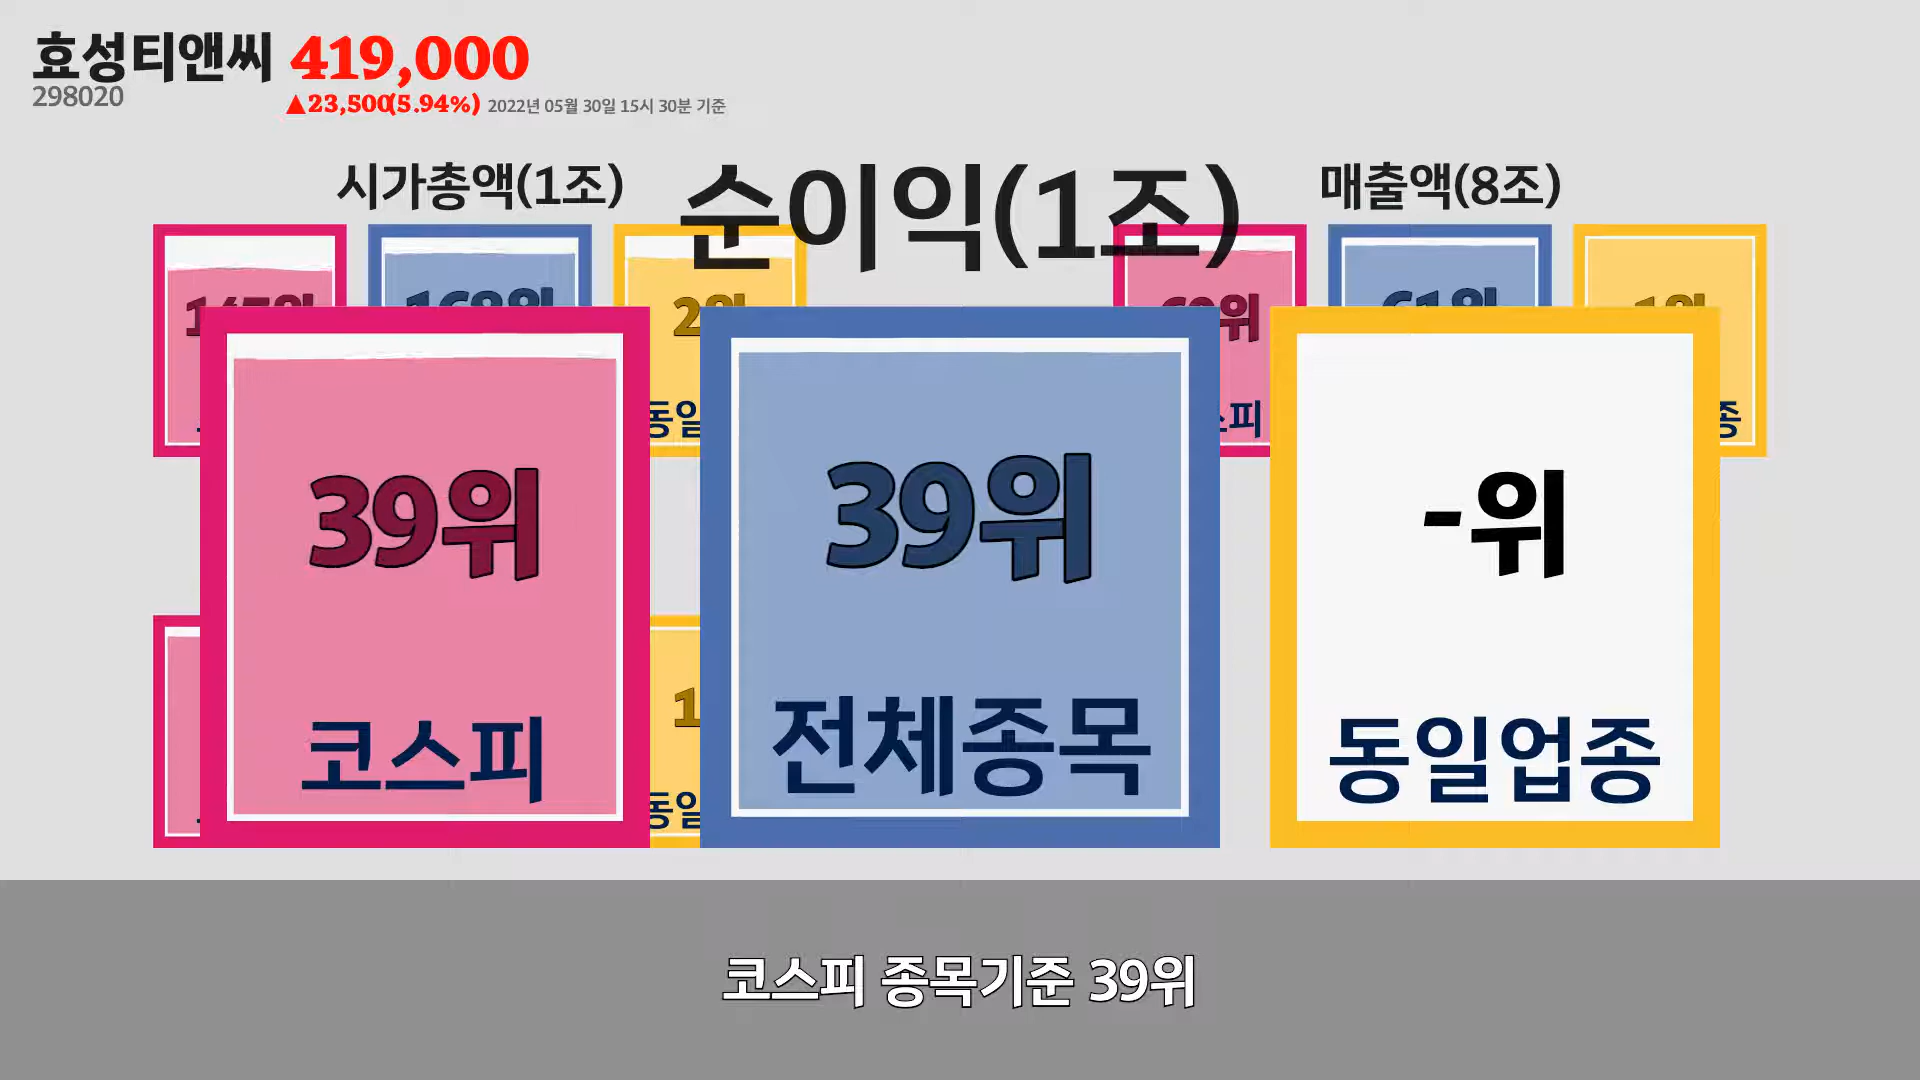 효성티앤씨 419,000
298020
▲23,500(5.94%) 2022년 05월 30일 15시 30분 기준
시가총액(1조) 순이익(1조) 매출액(8조)
39위 39위 -위
코스피 전체종목 동일업종
코스피 종목기준 39위